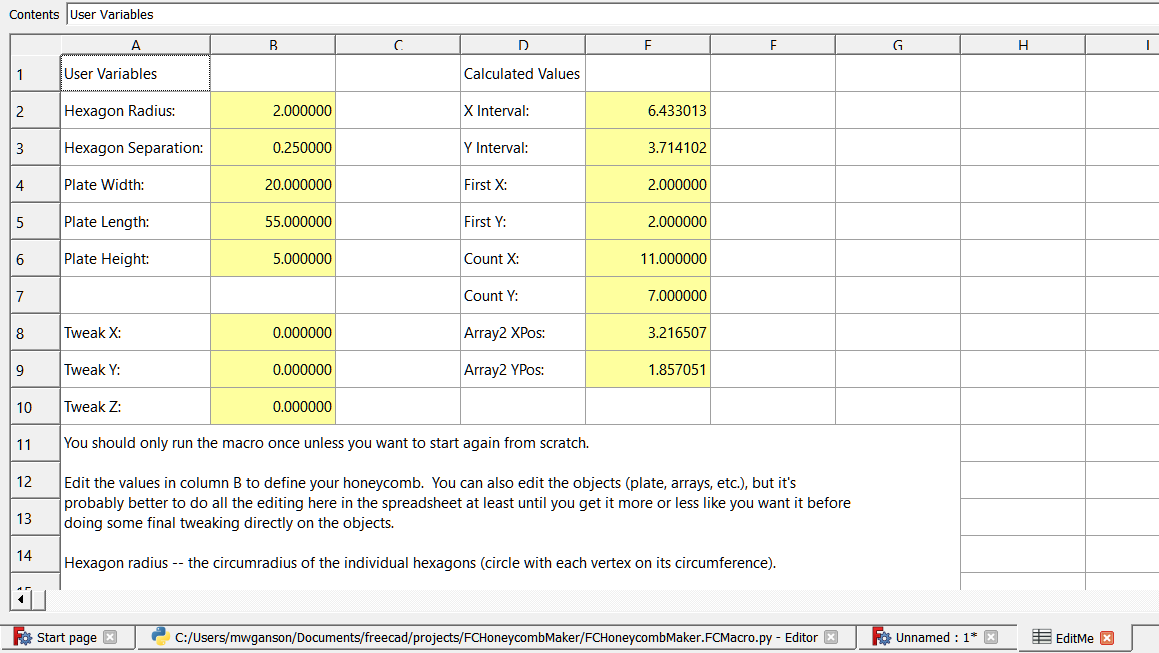 Contents User Variables
A B C D E F G H I
1 User Variables Calculated Values
2 Hexagon Radius: 2.000000 X Interval: 6.433013
3 Hexagon Separation: 0.250000 Y Interval: 3.714102
4 Plate Width: 20.000000 First X: 2.000000
5 Plate Length: 55.000000 First Y: 2.000000
6 Plate Height: 5.000000 Count X: 11.000000
7 Count Y: 7.000000
8 Tweak X: 0.000000 Array2 XPos: 3.216507
9 Tweak Y: 0.000000 Array2 YPos: 1.857051
10 Tweak Z: 0.000000
11 You should only run the macro once unless you want to start again from scratch.
12 Edit the values in column B to define your honeycomb. You can also edit the objects (plate, arrays, etc.), but it's
probably better to do all the editing here in the spreadsheet at least until you get it more or less like you want it before
13 doing some final tweaking directly on the objects.
14 Hexagon radius -- the circumradius of the individual hexagons (circle with each vertex on its circumference).
Start page C:/Users/mwganson/Documents/freecad/projects/FCHoneycombMaker/FCHoneycombMaker.FCMacro.py - Editor Unnamed : 1* EditMe